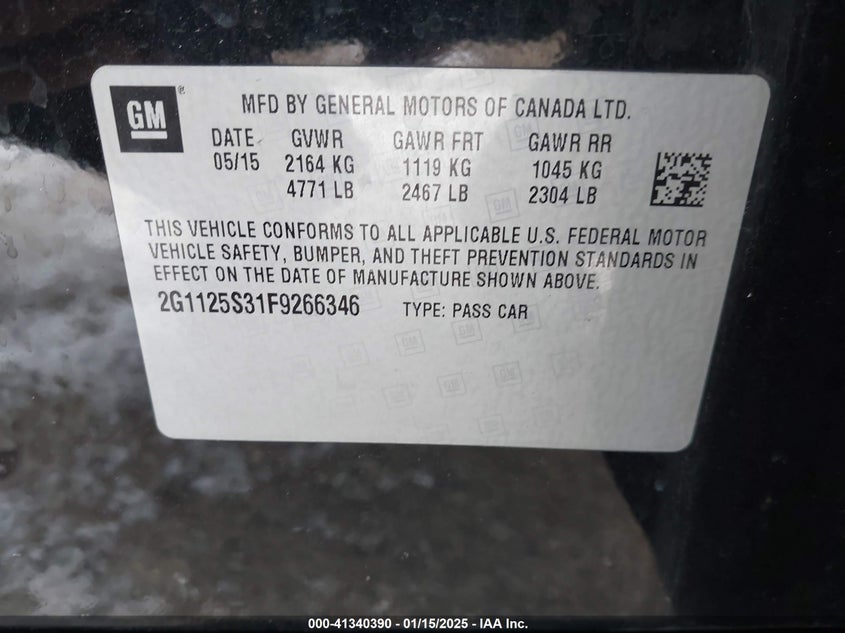 GM ®
MFD BY GENERAL MOTORS OF CANADA LTD.
DATE GVWR GAWR FRT GAWR RR
05/15 2164 KG 1119 KG 1045 KG
4771 LB 2467 LB 2304 LB
THIS VEHICLE CONFORMS TO ALL APPLICABLE U.S. FEDERAL MOTOR
VEHICLE SAFETY, BUMPER, AND THEFT PREVENTION STANDARDS IN
EFFECT ON THE DATE OF MANUFACTURE SHOWN ABOVE.
2G1125S31F9266346 TYPE: PASS CAR
000-41340390 - 01/15/2025 - IAA Inc.